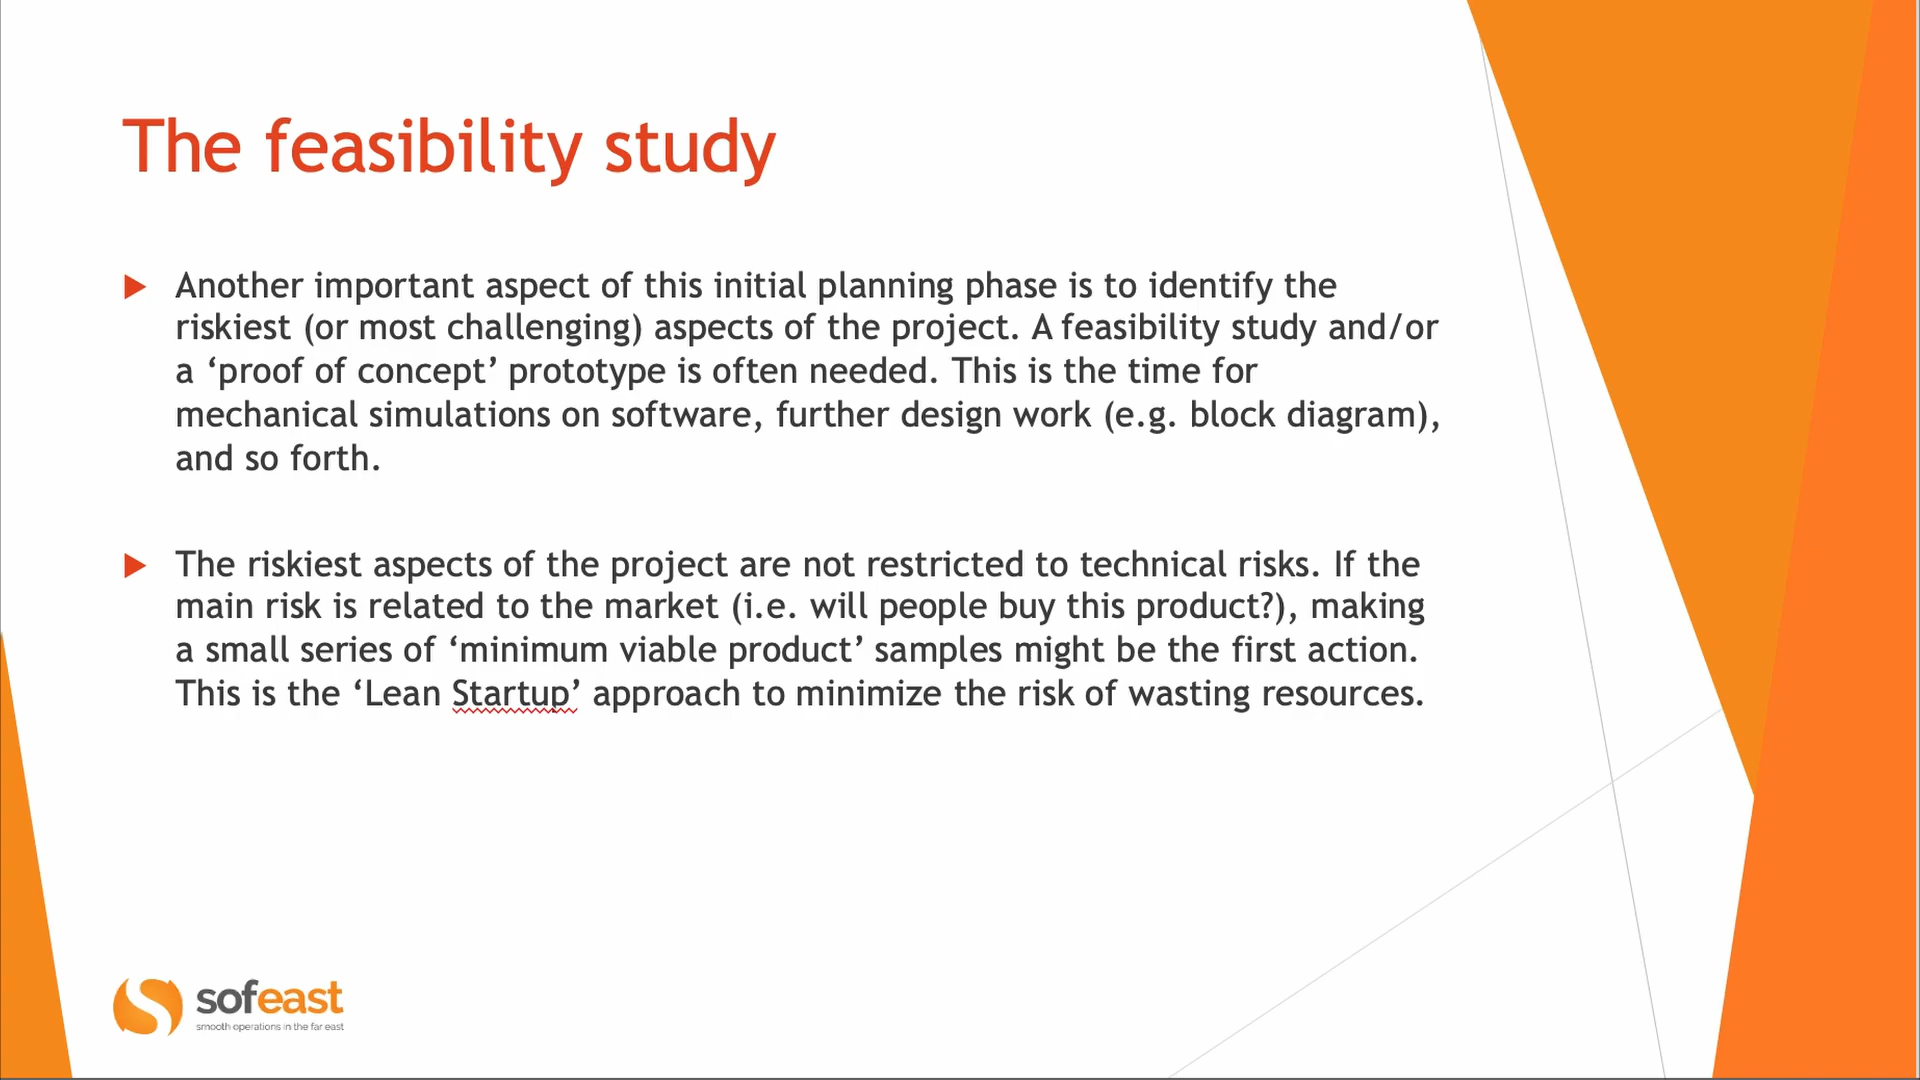 The feasibility study
Another important aspect of this initial planning phase is to identify the
riskiest (or most challenging) aspects of the project. A feasibility study and/or
a ‘proof of concept’ prototype is often needed. This is the time for
mechanical simulations on software, further design work (e.g. block diagram),
and so forth.
The riskiest aspects of the project are not restricted to technical risks. If the
main risk is related to the market (i.e. will people buy this product?), making
a small series of ‘minimum viable product’ samples might be the first action.
This is the ‘Lean Startup’ approach to minimize the risk of wasting resources.
sofeast
smooth operations in the far east